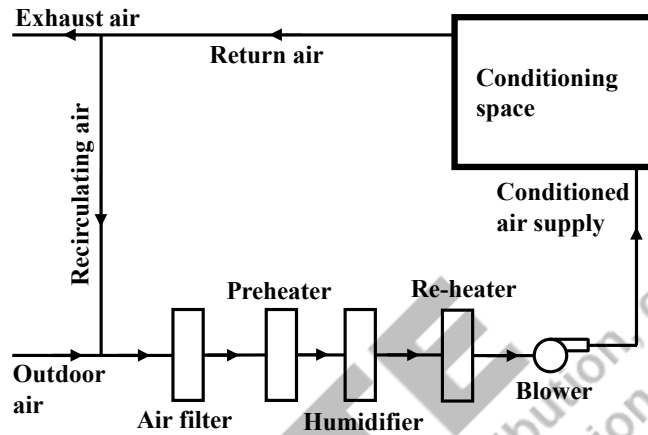 Exhaust air
Return air
Conditioning
space
Recirculating air
Conditioned
air supply
Preheater
Re-heater
Outdoor
air
Air filter
Humidifier
Blower